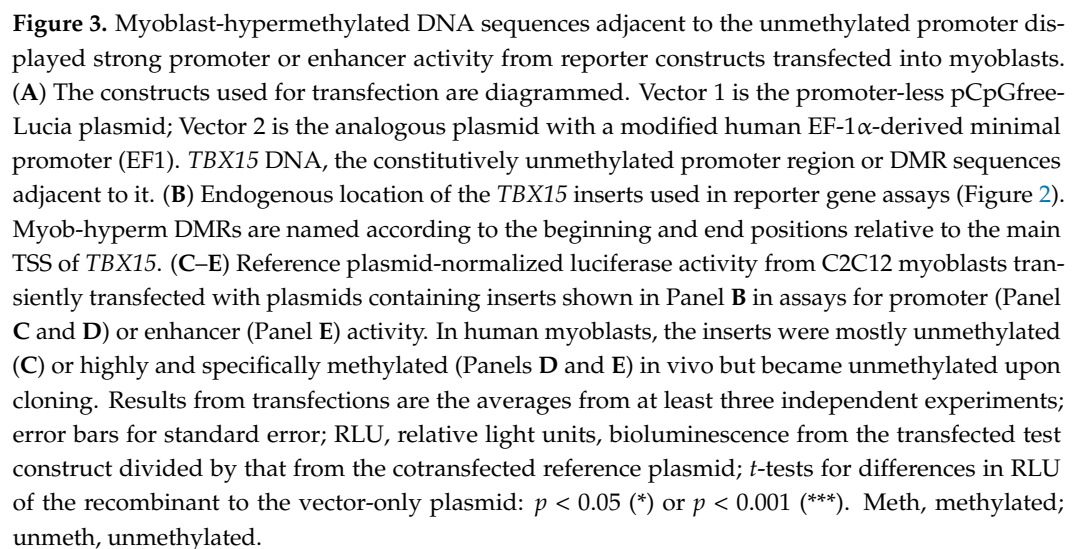 Figure 3. Myoblast-hypermethylated DNA sequences adjacent to the unmethylated promoter dis-
played strong promoter or enhancer activity from reporter constructs transfected into myoblasts.
(A) The constructs used for transfection are diagrammed. Vector 1 is the promoter-less pCpGfree-
Lucia plasmid; Vector 2 is the analogous plasmid with a modified human EF-1α-derived minimal
promoter (EF1). TBX15 DNA, the constitutively unmethylated promoter region or DMR sequences
adjacent to it. (B) Endogenous location of the TBX15 inserts used in reporter gene assays (Figure 2).
Myob-hyperm DMRs are named according to the beginning and end positions relative to the main
TSS of TBX15. (C–E) Reference plasmid-normalized luciferase activity from C2C12 myoblasts tran-
siently transfected with plasmids containing inserts shown in Panel B in assays for promoter (Panel
C and D) or enhancer (Panel E) activity. In human myoblasts, the inserts were mostly unmethylated
(C) or highly and specifically methylated (Panels D and E) in vivo but became unmethylated upon
cloning. Results from transfections are the averages from at least three independent experiments;
error bars for standard error; RLU, relative light units, bioluminescence from the transfected test
construct divided by that from the cotransfected reference plasmid; t-tests for differences in RLU
of the recombinant to the vector-only plasmid: p < 0.05 (*) or p < 0.001 (***). Meth, methylated;
unmeth, unmethylated.